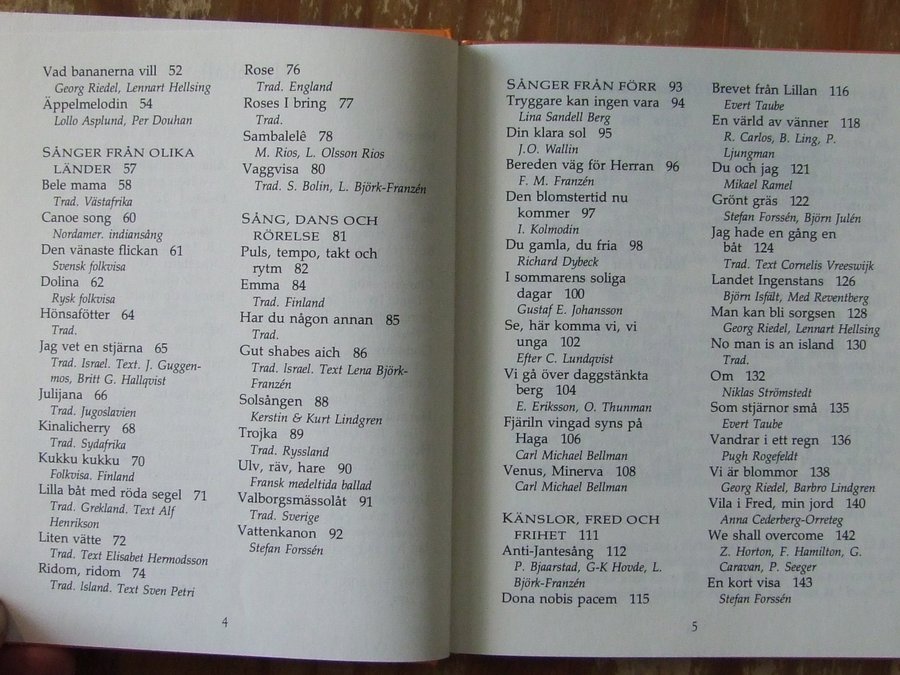 Vad bananerna vill 52
Georg Riedel, Lennart Hellsing
Äppelmelodin 54
Lollo Asplund, Per Douhan
SÅNGER FRÅN OLIKA
LÄNDER 57
Bele mama 58
Trad. Västafrika
Canoe song 60
Nordamer. indiansång
Den vänaste flickan 61
Svensk folkvisa
Dolina 62
Rysk folkvisa
Hönsafötter 64
Trad.
Jag vet en stjärna 65
Trad. Israel. Text. J. Guggen-
mos, Britt G. Hallqvist
Julijana 66
Trad. Jugoslavien
Kinalicherry 68
Trad. Sydafrika
Kukku kukku 70
Folkvisa. Finland
Lilla båt med röda segel 71
Trad. Grekland. Text Alf
Henrikson
Liten vätte 72
Trad. Text Elisabet Hermodsson
Ridom, ridom 74
Trad. Island. Text Sven Petri
Rose 76
Trad. England
Roses I bring 77
Trad.
Sambalelê 78
M. Rios, L. Olsson Rios
Vaggvisa 80
Trad. S. Bolin, L. Björk-Franzén
SÅNG, DANS OCH
RÖRELSE 81
Puls, tempo, takt och
rytm 82
Emma 84
Trad. Finland
Har du någon annan 85
Trad.
Gut shabes aich 86
Trad. Israel. Text Lena Björk-
Franzén
Solsången 88
Kerstin & Kurt Lindgren
Trojka 89
Trad. Ryssland
Ulv, räv, hare 90
Fransk medeltida ballad
Valborgsmässolåt 91
Trad. Sverige
Vattenkanon 92
Stefan Forssén
4
SÅNGER FRÅN FÖRR 93
Tryggare kan ingen vara 94
Lina Sandell Berg
Din klara sol 95
J.O. Wallin
Bereden väg för Herran 96
F. M. Franzén
Den blomstertid nu
kommer 97
I. Kolmodin
Du gamla, du fria 98
Richard Dybeck
I sommarens soliga
dagar 100
Gustaf E. Johansson
Se, här komma vi, vi
unga 102
Efter C. Lundqvist
Vi gå över daggstänkta
berg 104
E. Eriksson, O. Thunman
Fjäriln vingad syns på
Haga 106
Carl Michael Bellman
Venus, Minerva 108
Carl Michael Bellman
KÄNSLOR, FRED OCH
FRIHET 111
Anti-Jantesång 112
P. Bjaarstad, G-K Hovde, L.
Björk-Franzén
Dona nobis pacem 115
Brevet från Lillan 116
Evert Taube
En värld av vänner 118
R. Carlos, B. Ling, P.
Ljungman
Du och jag 121
Mikael Ramel
Grönt gräs 122
Stefan Forssén, Björn Julén
Jag hade en gång en
båt 124
Trad. Text Cornelis Vreeswijk
Landet Ingenstans 126
Björn Isfält, Med Reventberg
Man kan bli sorgsen 128
Georg Riedel, Lennart Hellsing
No man is an island 130
Trad.
Om 132
Niklas Strömstedt
Som stjärnor små 135
Evert Taube
Vandrar i ett regn 136
Pugh Rogefeldt
Vi är blommor 138
Georg Riedel, Barbro Lindgren
Vila i Fred, min jord 140
Anna Cederberg-Orreteg
We shall overcome 142
Z. Horton, F. Hamilton, G.
Caravan, P. Seeger
En kort visa 143
Stefan Forssén
5